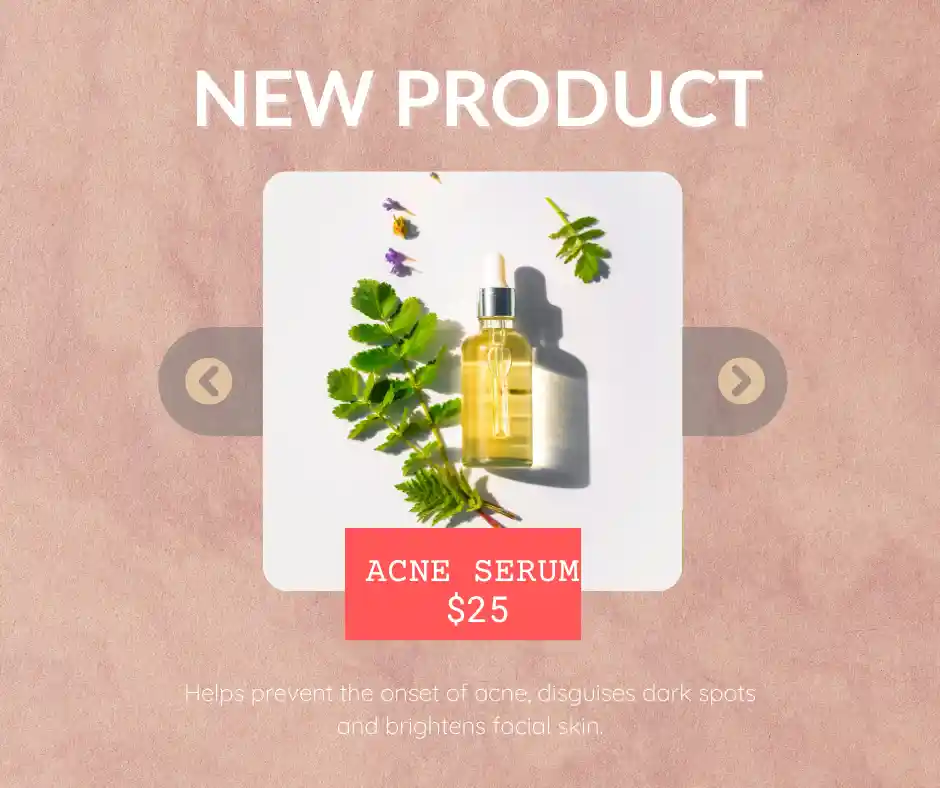 NEW PRODUCT
ACNE SERUM
$25
Helps prevent the onset of acne, disguises dark spots
and brightens facial skin.